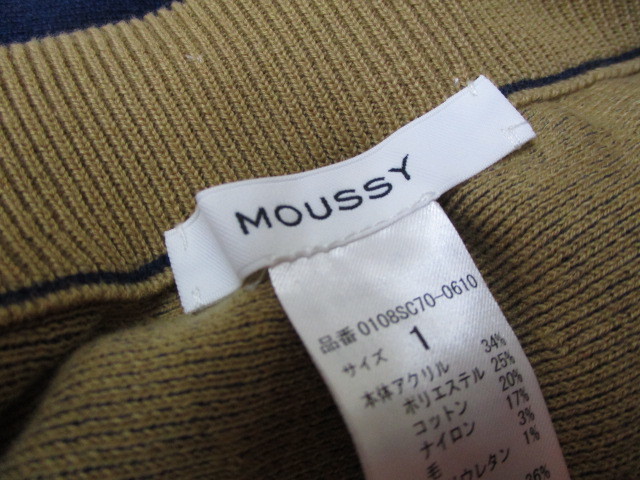 MOUSSY
品番 0108SC70-0610
サイズ 1
本体アクリル 34%
ポリエステル 25%
コットン 20%
ナイロン 17%
毛 3%
ポリウレタン 1%